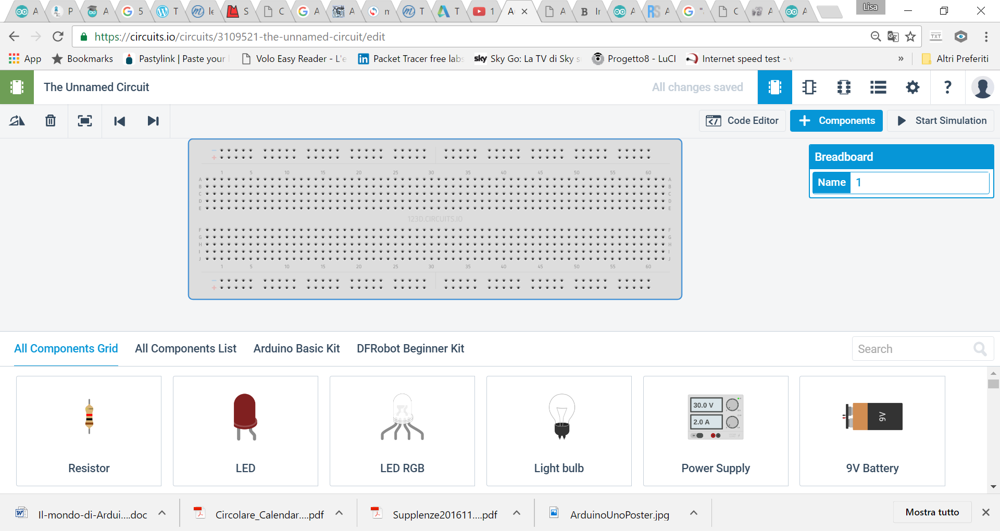 A P A G 5 T le S C G A A n T T 1 A A Ir A A " C A A Lisa
https://circuits.io/circuits/3109521-the-unnamed-circuit/edit TXT
App Bookmarks Pastylink | Paste your Volo Easy Reader - L'e Packet Tracer free labs sky Sky Go: La TV di Sky s Progetto8 - LuCI Internet speed test - » Altri Preferiti
The Unnamed Circuit All changes saved ?
Code Editor Components Start Simulation
Breadboard
Name 1
- +
1 5 10 15 20 25 30 35 40 45 50 55 60
A A
B B
C C
D D
E E
1230.CIRCUITS.IO
F F
G G
H H
I I
J J
1 5 10 15 20 25 30 35 40 45 50 55 60
- +
All Components Grid All Components List Arduino Basic Kit DFRobot Beginner Kit Search
30.0 V
2.0 A
9V
Resistor LED LED RGB Light bulb Power Supply 9V Battery
Il-mondo-di-Ardui....doc Circolare_Calendar....pdf Supplenze201611....pdf ArduinoUnoPoster.jpg Mostra tutto